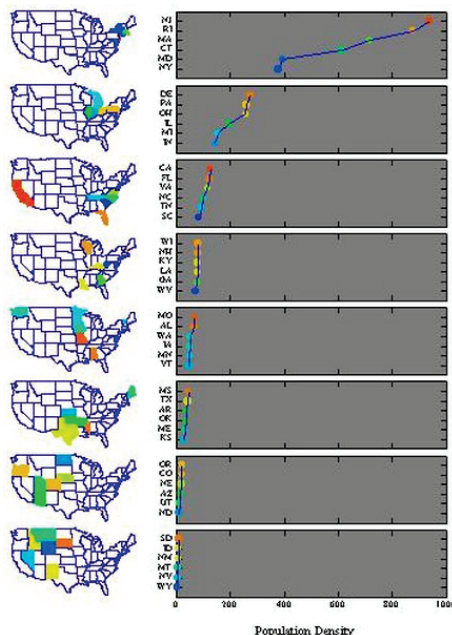 NJ
RI
MA
CT
MD
NY
DE
PA
OH
IL
MI
IN
CA
FL
VA
NC
TN
SC
WI
NH
KY
LA
GA
WV
MO
AL
WA
IA
MN
VT
MS
TX
AR
OK
ME
KS
OR
CO
NE
AZ
UT
ND
SD
ID
NM
MT
NV
WY
0 200 400 600 800 1000
Population Density